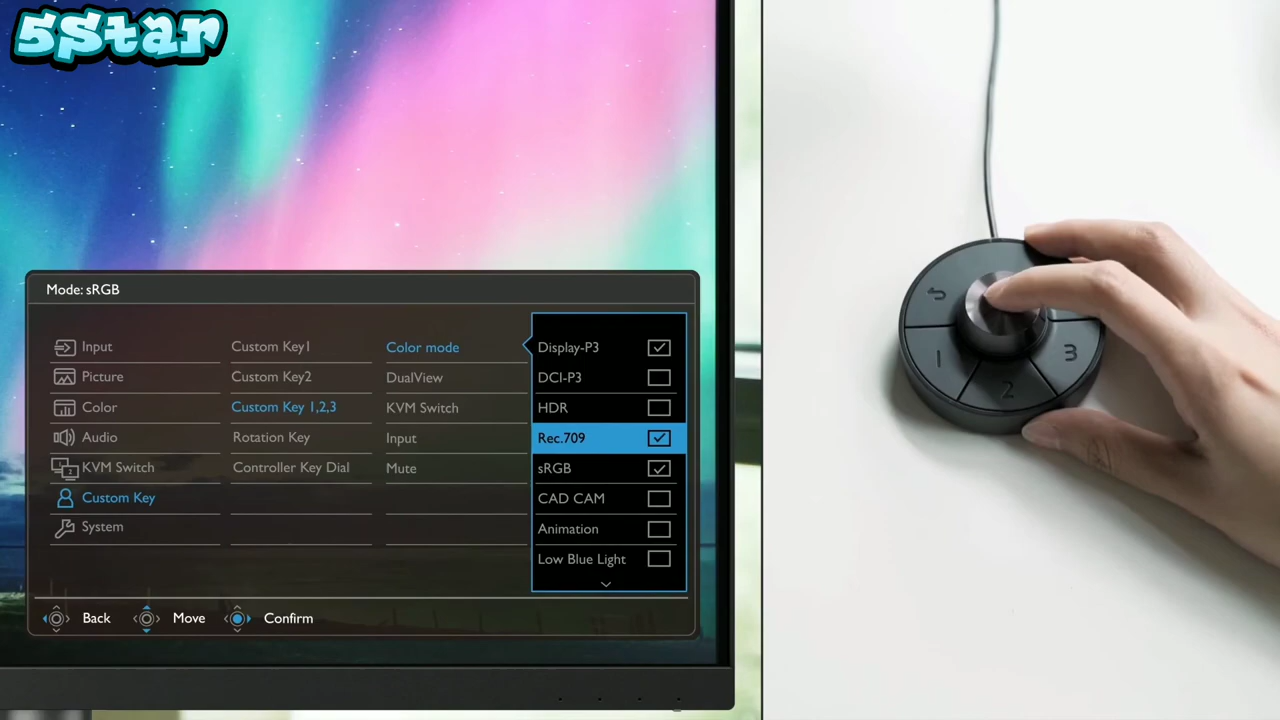 5Star
Mode: sRGB
Input
Picture
Color
Audio
KVM Switch
Custom Key
System
Custom Key1
Custom Key2
Custom Key 1,2,3
Rotation Key
Controller Key Dial
Color mode
DualView
KVM Switch
Input
Mute
Display-P3
DCI-P3
HDR
Rec.709
sRGB
CAD CAM
Animation
Low Blue Light
Back
Move
Confirm
1
2
3